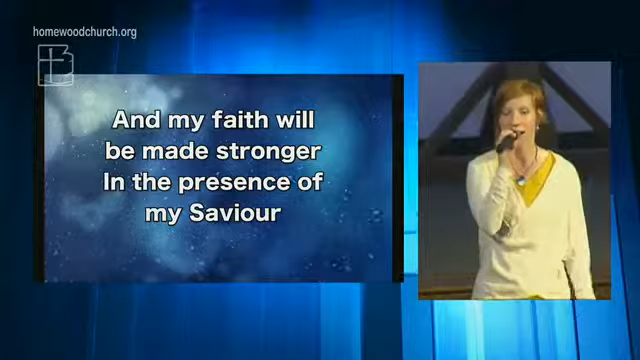 homewoodchurch.org
And my faith will
be made stronger
In the presence of
my Saviour